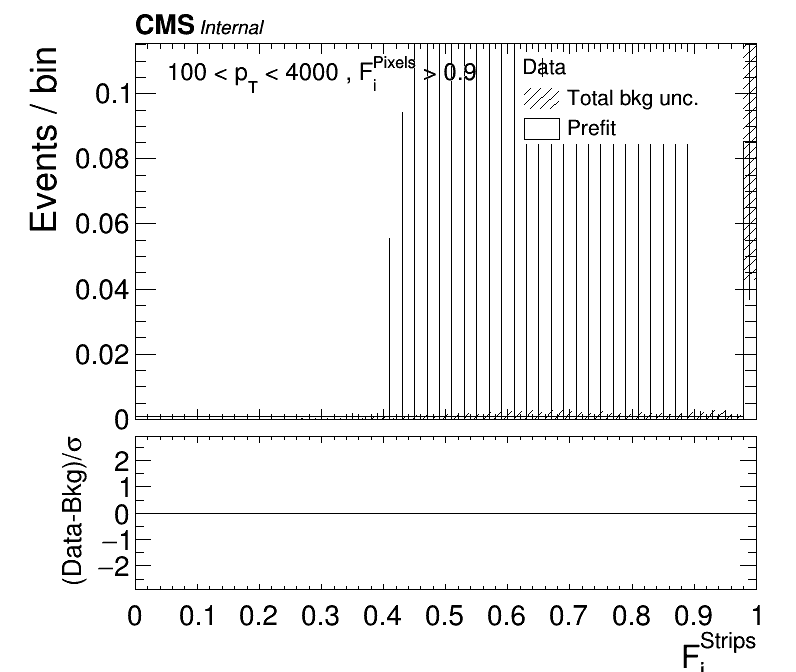 CMS Internal
100 < p_T < 4000 , F_i^Pixels > 0.9
Data
Total bkg unc.
Prefit
Events / bin
0.1
0.08
0.06
0.04
0.02
0
(Data-Bkg)/σ
2
1
0
−1
−2
0 0.1 0.2 0.3 0.4 0.5 0.6 0.7 0.8 0.9 1
F_i^Strips